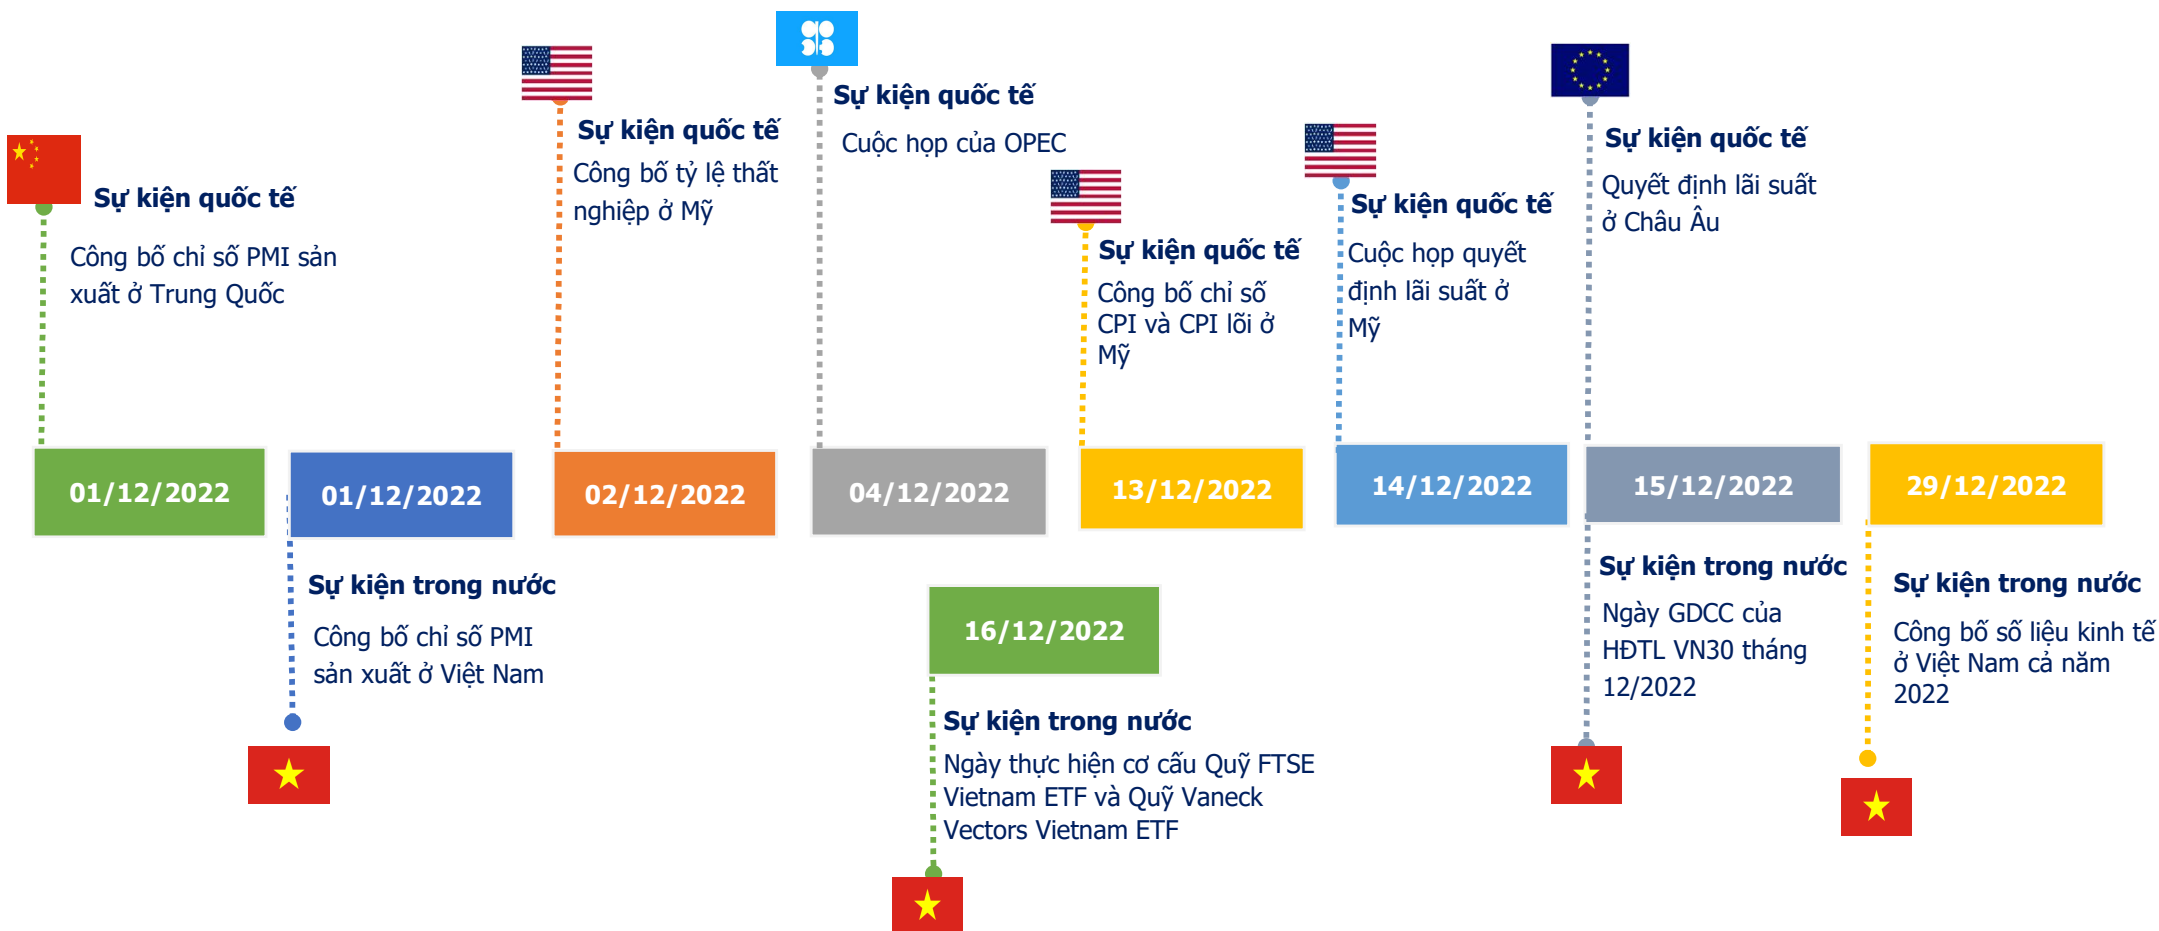 Sự kiện quốc tế
Công bố chỉ số PMI sản
xuất ở Trung Quốc
Sự kiện quốc tế
Công bố tỷ lệ thất
nghiệp ở Mỹ
Sự kiện quốc tế
Cuộc họp của OPEC
Sự kiện quốc tế
Công bố chỉ số
CPI và CPI lõi ở
Mỹ
Sự kiện quốc tế
Cuộc họp quyết
định lãi suất ở
Mỹ
Sự kiện quốc tế
Quyết định lãi suất
ở Châu Âu
01/12/2022
01/12/2022
02/12/2022
04/12/2022
13/12/2022
14/12/2022
15/12/2022
29/12/2022
Sự kiện trong nước
Công bố chỉ số PMI
sản xuất ở Việt Nam
16/12/2022
Sự kiện trong nước
Ngày thực hiện cơ cấu Quỹ FTSE
Vietnam ETF và Quỹ Vaneck
Vectors Vietnam ETF
Sự kiện trong nước
Ngày GDCC của
HĐTL VN30 tháng
12/2022
Sự kiện trong nước
Công bố số liệu kinh tế
ở Việt Nam cả năm
2022